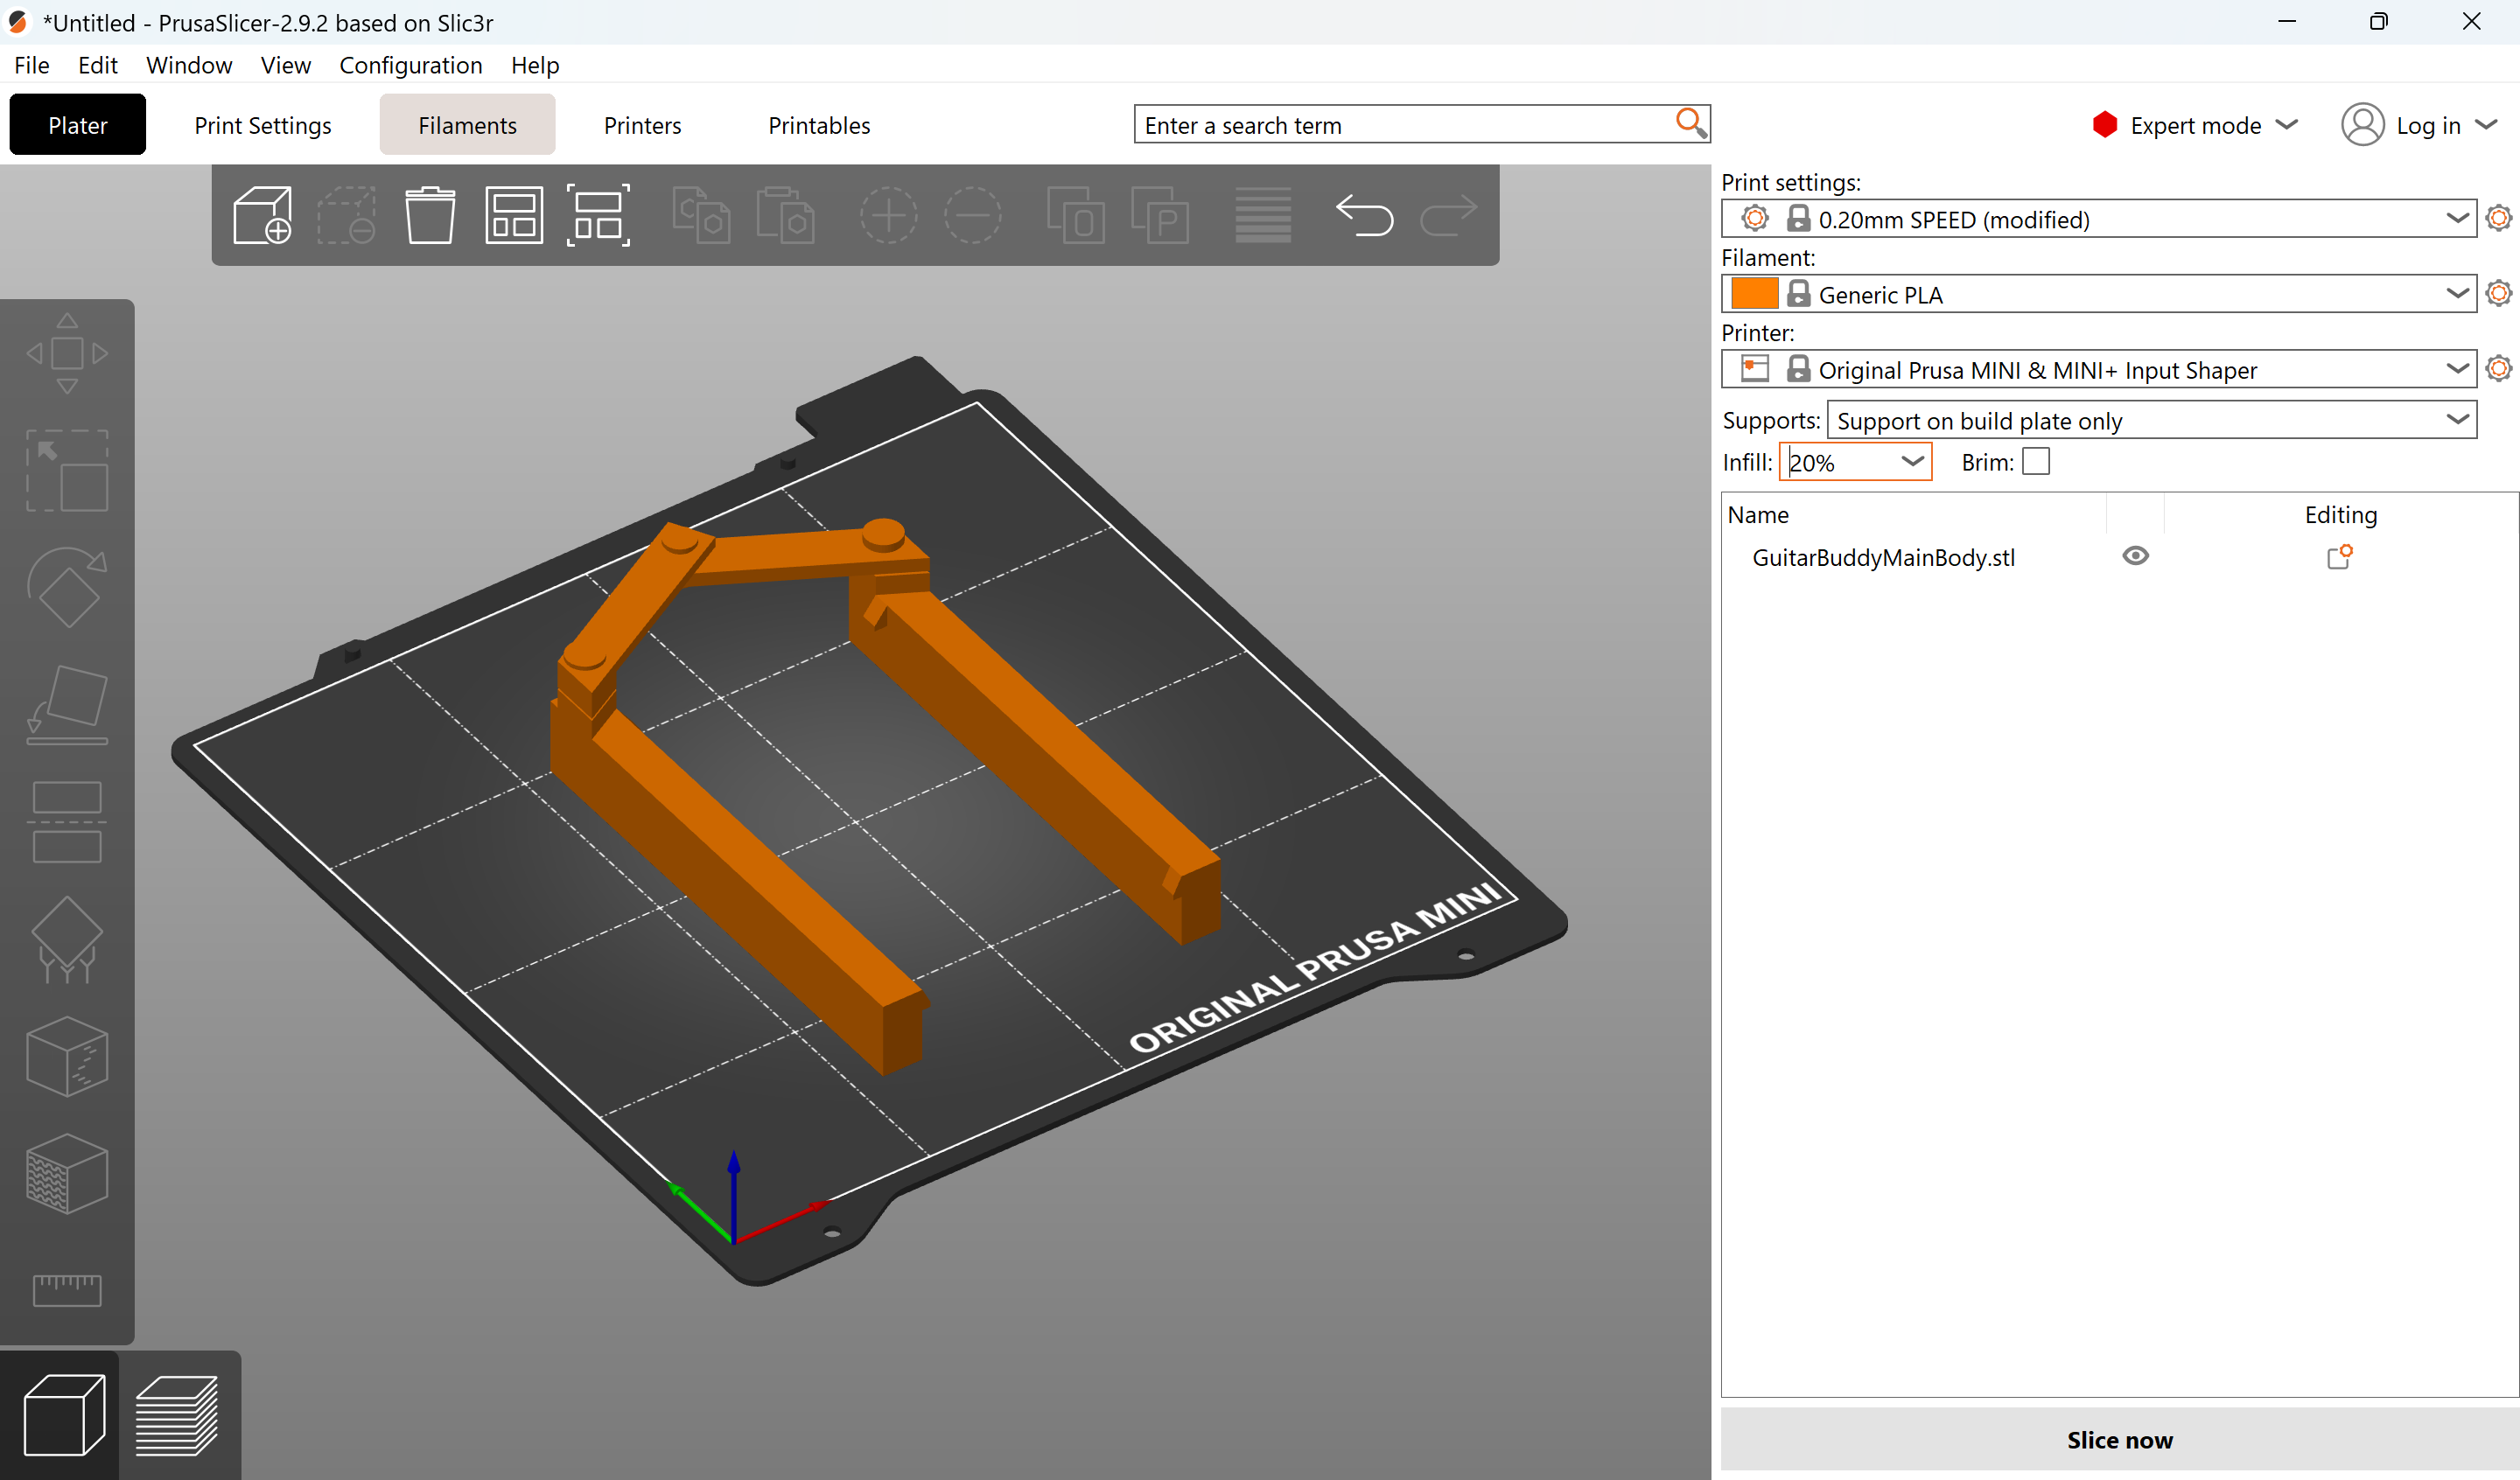 *Untitled - PrusaSlicer-2.9.2 based on Slic3r
File Edit Window View Configuration Help
Plater Print Settings Filaments Printers Printables Enter a search term Expert mode Log in
Print settings:
0.20mm SPEED (modified)
Filament:
Generic PLA
Printer:
Original Prusa MINI & MINI+ Input Shaper
Supports: Support on build plate only
Infill: 20% Brim:
Name Editing
GuitarBuddyMainBody.stl
ORIGINAL PRUSA MINI
Slice now